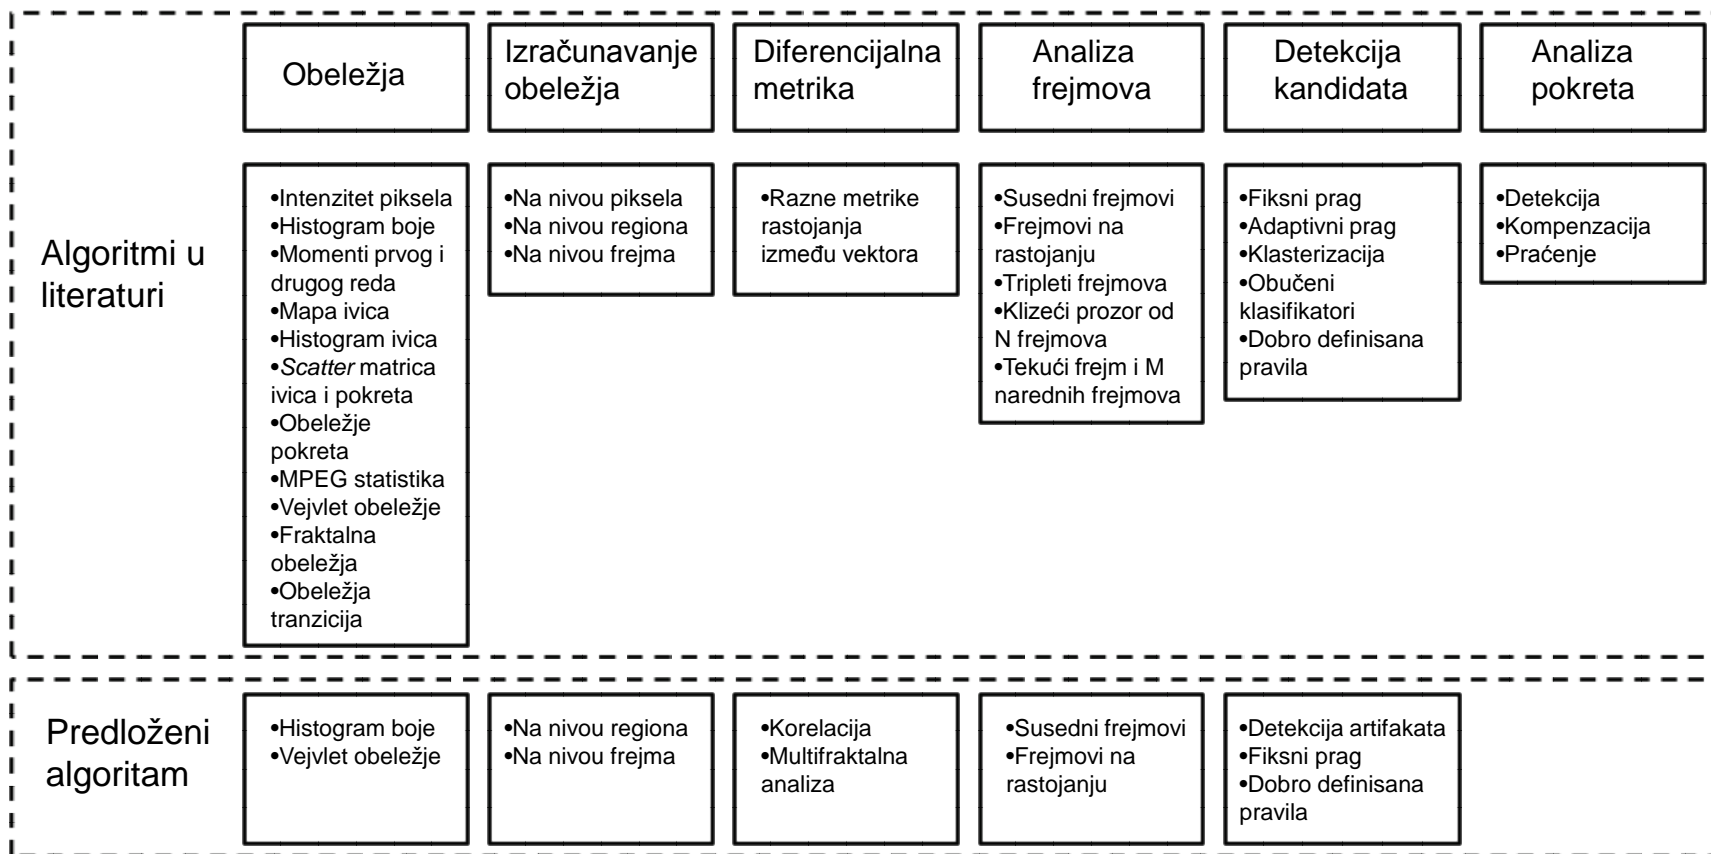 Obeležja
Izračunavanje
obeležja
Diferencijalna
metrika
Analiza
frejmova
Detekcija
kandidata
Analiza
pokreta
Algoritmi u
literaturi
•Intenzitet piksela
•Histogram boje
•Momenti prvog i
drugog reda
•Mapa ivica
•Histogram ivica
•Scatter matrica
ivica i pokreta
•Obeležje
pokreta
•MPEG statistika
•Vejvlet obeležje
•Fraktalna
obeležja
•Obeležja
tranzicija
•Na nivou piksela
•Na nivou regiona
•Na nivou frejma
•Razne metrike
rastojanja
između vektora
•Susedni frejmovi
•Frejmovi na
rastojanju
•Tripleti frejmova
•Klizeći prozor od
N frejmova
•Tekući frejm i M
narednih frejmova
•Fiksni prag
•Adaptivni prag
•Klasterizacija
•Obučeni
klasifikatori
•Dobro definisana
pravila
•Detekcija
•Kompenzacija
•Praćenje
Predloženi
algoritam
•Histogram boje
•Vejvlet obeležje
•Na nivou regiona
•Na nivou frejma
•Korelacija
•Multifraktalna
analiza
•Susedni frejmovi
•Frejmovi na
rastojanju
•Detekcija artifakata
•Fiksni prag
•Dobro definisana
pravila